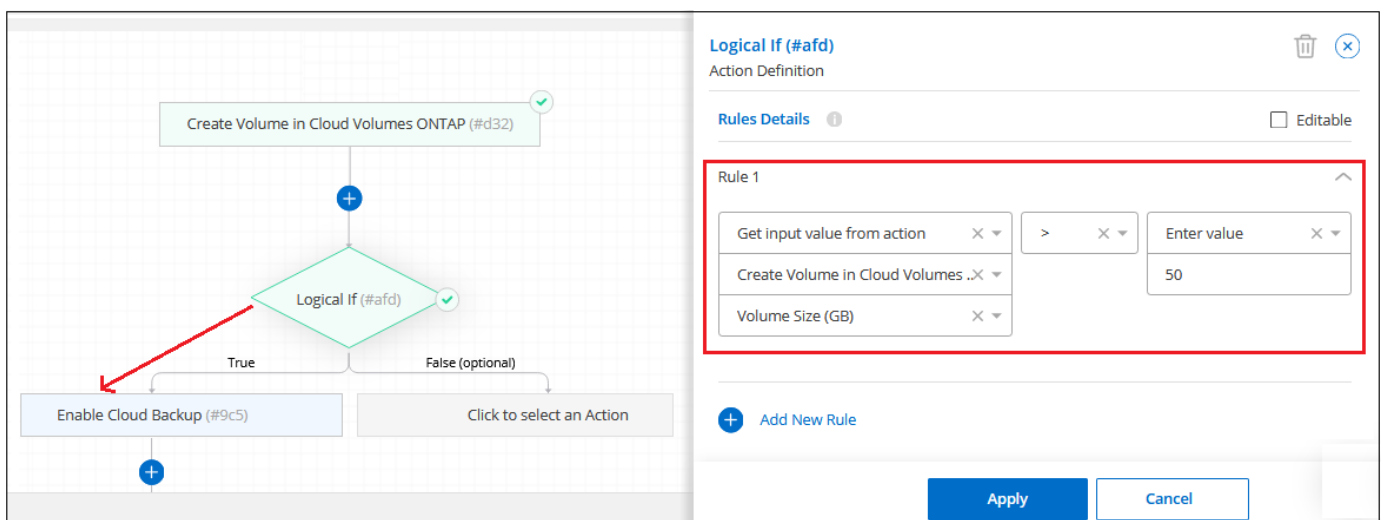 Create Volume in Cloud Volumes ONTAP (#d32)
Logical If (#afd)
True
False (optional)
Enable Cloud Backup (#9c5)
Click to select an Action
Logical If (#afd)
Action Definition
Rules Details
Editable
Rule 1
Get input value from action
>
Enter value
Create Volume in Cloud Volumes ..
50
Volume Size (GB)
Add New Rule
Apply
Cancel